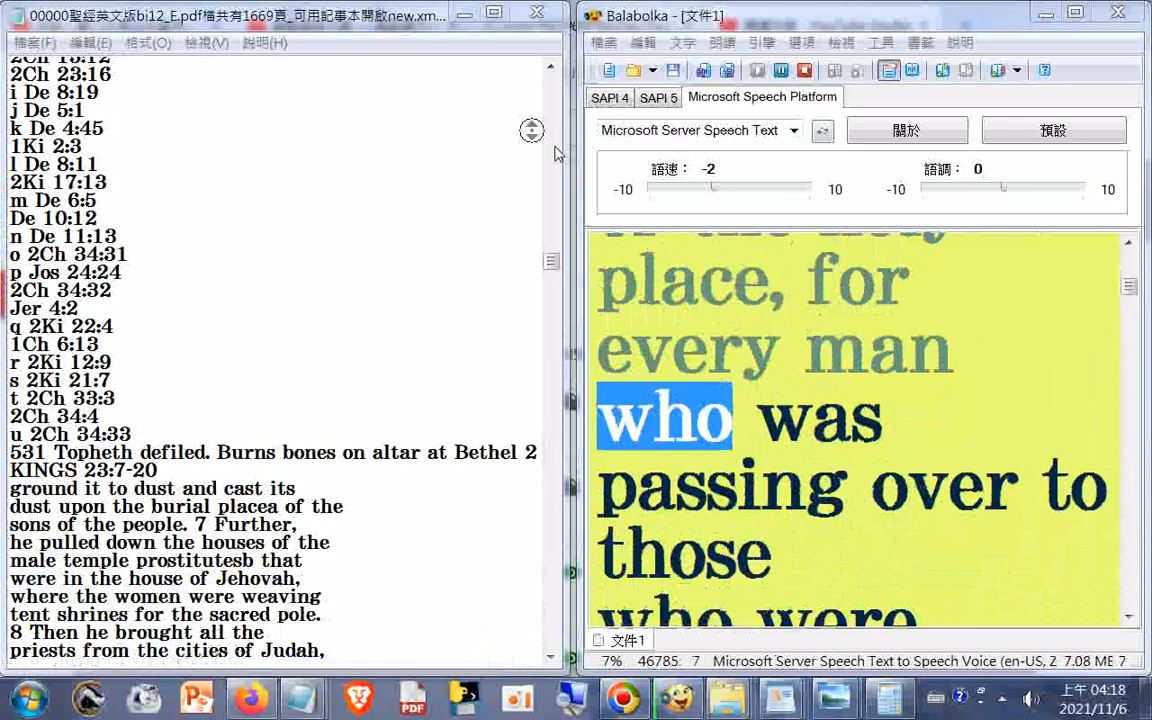 00000聖經英文版bi12_E.pdf檔共有1669頁_可用記事本開啟new.xm...
檔案(F) 編輯(E) 格式(O) 檢視(V) 說明(H)
2Ch 15:12
2Ch 23:16
i De 8:19
j De 5:1
k De 4:45
1Ki 2:3
l De 8:11
2Ki 17:13
m De 6:5
De 10:12
n De 11:13
o 2Ch 34:31
p Jos 24:24
2Ch 34:32
Jer 4:2
q 2Ki 22:4
1Ch 6:13
r 2Ki 12:9
s 2Ki 21:7
t 2Ch 33:3
2Ch 34:4
u 2Ch 34:33
531 Topheth defiled. Burns bones on altar at Bethel 2
KINGS 23:7-20
ground it to dust and cast its
dust upon the burial placea of the
sons of the people. 7 Further,
he pulled down the houses of the
male temple prostitutesb that
were in the house of Jehovah,
where the women were weaving
tent shrines for the sacred pole.
8 Then he brought all the
priests from the cities of Judah,
Balabolka - [文件1]
檔案 編輯 文字 朗讀 引擎 選項 檢視 工具 書籤 說明
SAPI 4 SAPI 5 Microsoft Speech Platform
Microsoft Server Speech Text 關於 預設
語速： -2 語調： 0
-10 10 -10 10
place, for
every man
who was
passing over to
those
who were
文件1
7% 46785: 7 Microsoft Server Speech Text to Speech Voice (en-US, 2 7.08 ME 7
上午 04:18
2021/11/6